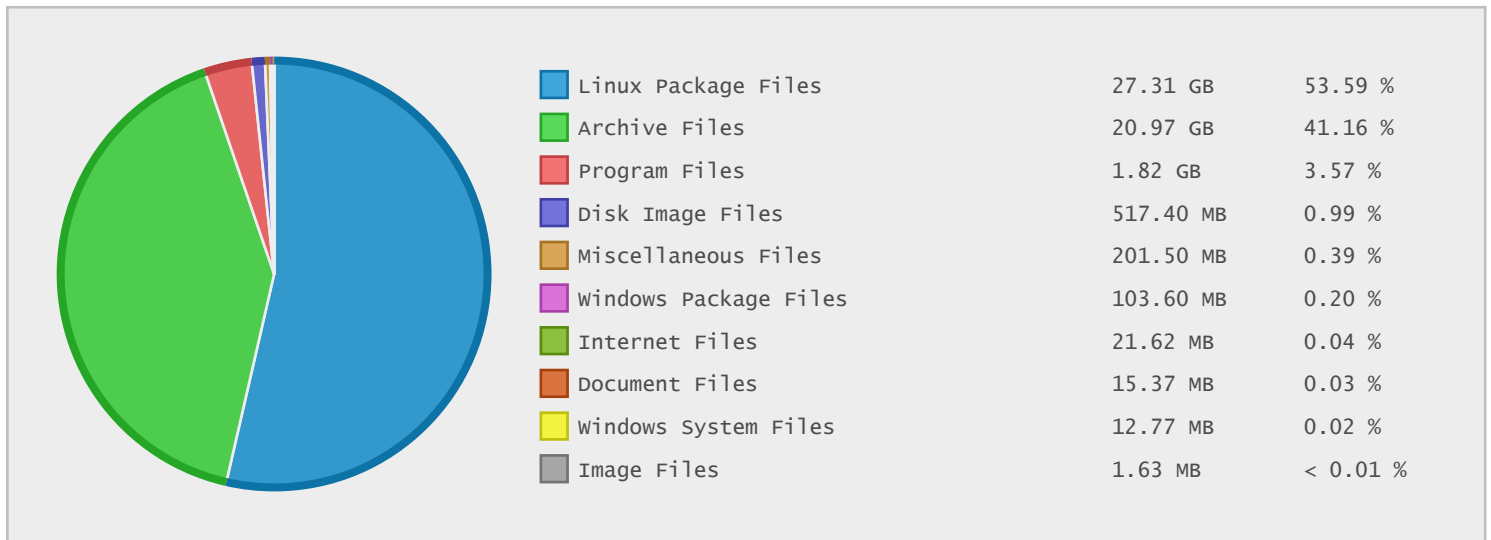 Linux Package Files 27.31 GB 53.59 %
Archive Files 20.97 GB 41.16 %
Program Files 1.82 GB 3.57 %
Disk Image Files 517.40 MB 0.99 %
Miscellaneous Files 201.50 MB 0.39 %
Windows Package Files 103.60 MB 0.20 %
Internet Files 21.62 MB 0.04 %
Document Files 15.37 MB 0.03 %
Windows System Files 12.77 MB 0.02 %
Image Files 1.63 MB < 0.01 %